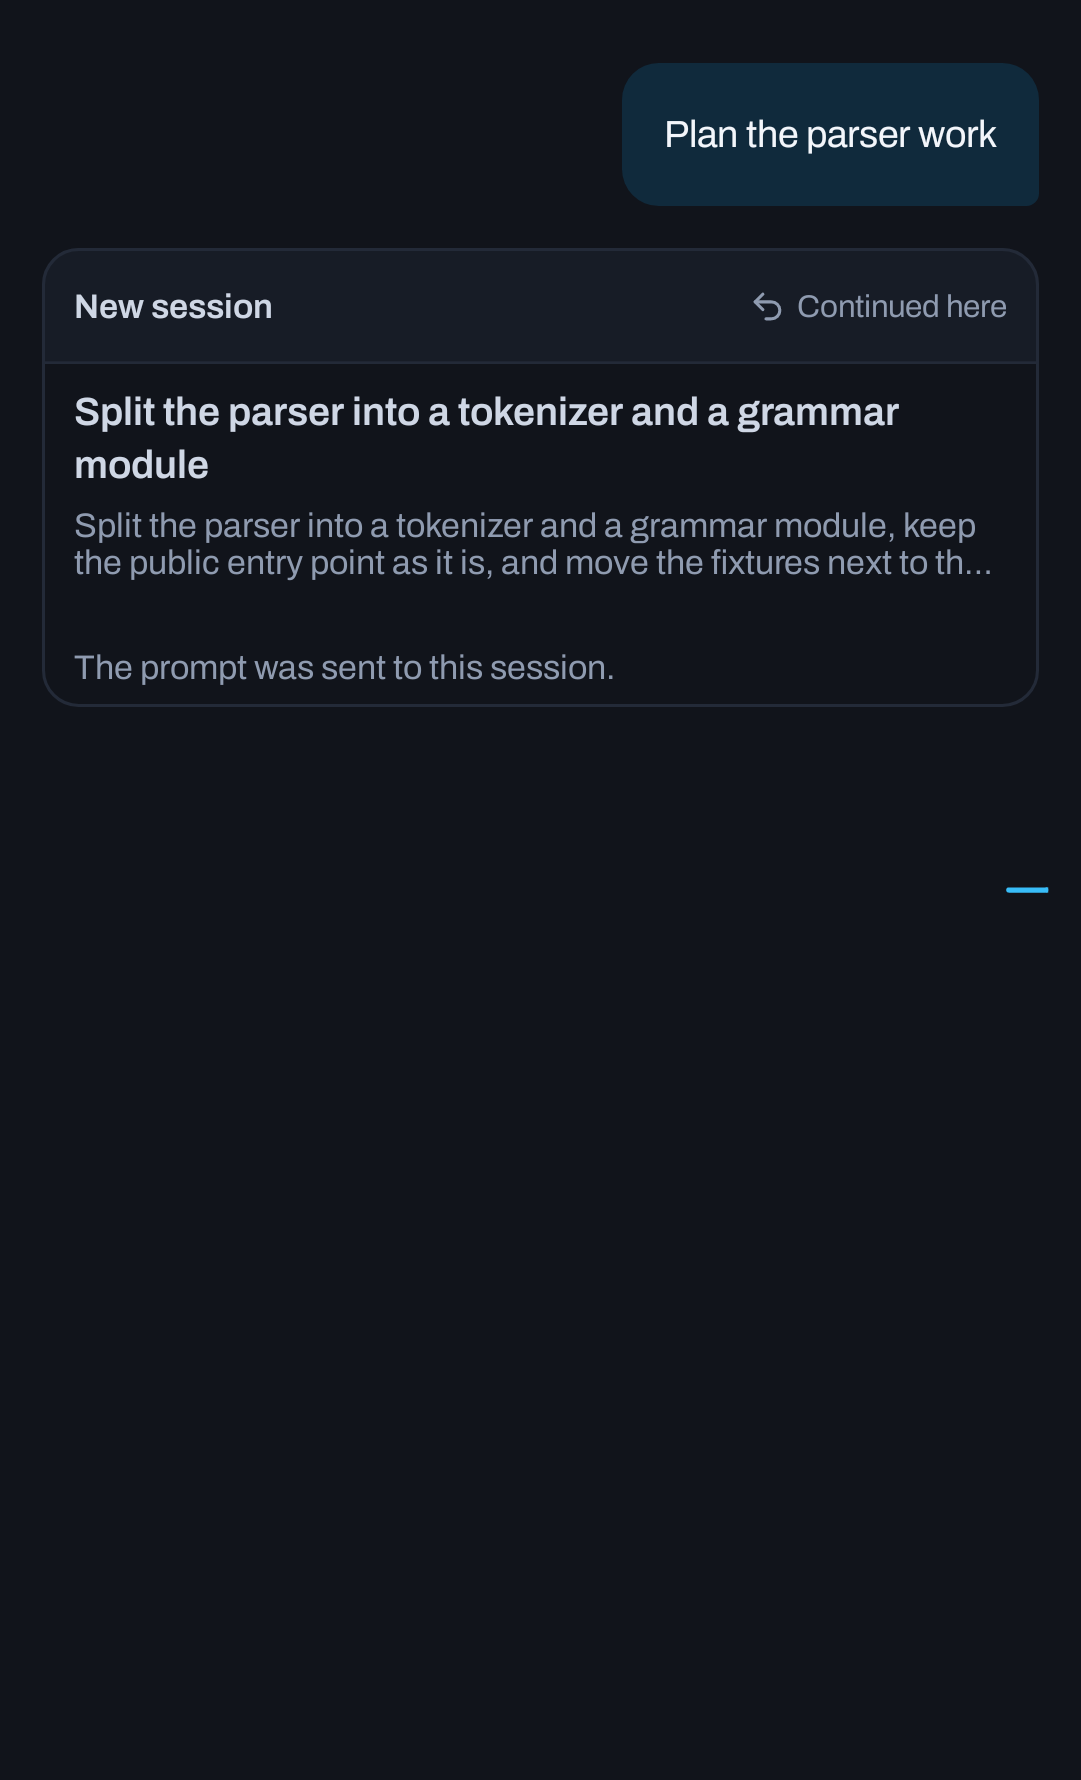 Plan the parser work
New session
Continued here
Split the parser into a tokenizer and a grammar
module
Split the parser into a tokenizer and a grammar module, keep
the public entry point as it is, and move the fixtures next to th...
The prompt was sent to this session.